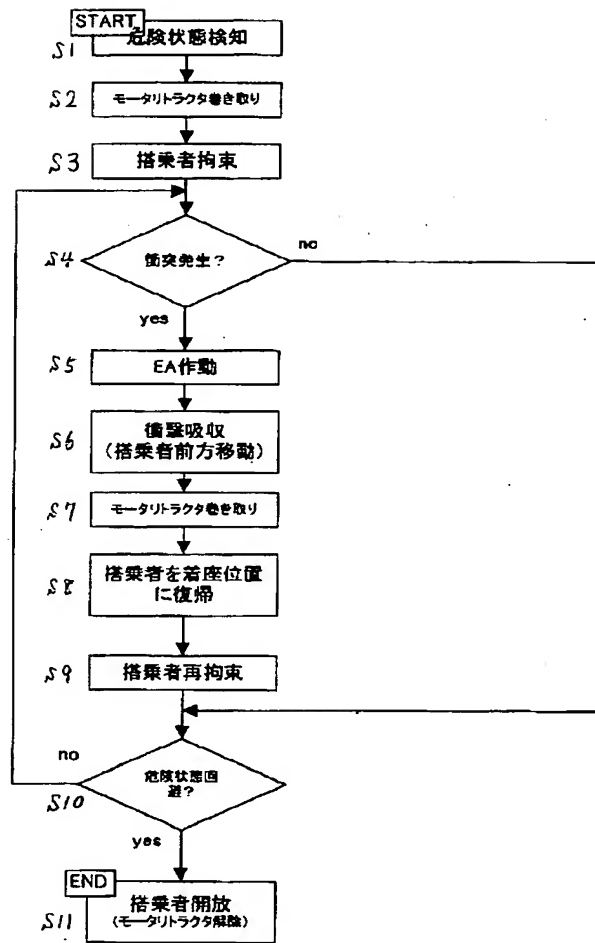 START
S1
危険状態検知
S2
モータリトラクタ巻き取り
S3
搭乗者拘束
S4
衝突発生？
no
yes
S5
EA作動
S6
衝撃吸収
（搭乗者前方移動）
S7
モータリトラクタ巻き取り
S8
搭乗者を着座位置
に復帰
S9
搭乗者再拘束
no
S10
危険状態回
避？
yes
END
S11
搭乗者開放
（モータリトラクタ解除）